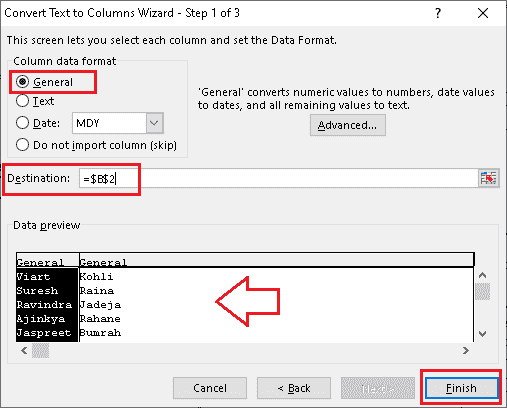 Convert Text to Columns Wizard - Step 1 of 3
This screen lets you select each column and set the Data Format.
Column data format
General
Text
Date: MDY
Do not import column (skip)
'General' converts numeric values to numbers, date values
to dates, and all remaining values to text.
Advanced...
Destination: =$B$2
Data preview
General General
Viart Kohli
Suresh Raina
Ravindra Jadeja
Ajinkya Rahane
Jaspreet Bumrah
Cancel < Back Next > Finish